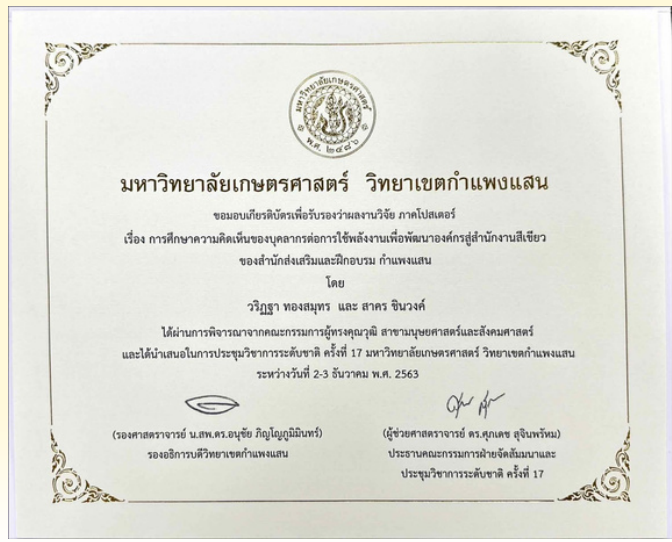 มหาวิทยาลัยเกษตรศาสตร์
พ.ศ. ๒๔๘๖
มหาวิทยาลัยเกษตรศาสตร์ วิทยาเขตกำแพงแสน
ขอมอบเกียรติบัตรเพื่อรับรองว่าผลงานวิจัย ภาคโปสเตอร์
เรื่อง การศึกษาความคิดเห็นของบุคลากรต่อการใช้พลังงานเพื่อพัฒนาองค์กรสู่สำนักงานสีเขียว
ของสำนักส่งเสริมและฝึกอบรม กำแพงแสน
โดย
วริฏฐา ทองสมุทร และ สาคร ชินวงค์
ได้ผ่านการพิจารณาจากคณะกรรมการผู้ทรงคุณวุฒิ สาขามนุษยศาสตร์และสังคมศาสตร์
และได้นำเสนอในการประชุมวิชาการระดับชาติ ครั้งที่ 17 มหาวิทยาลัยเกษตรศาสตร์ วิทยาเขตกำแพงแสน
ระหว่างวันที่ 2-3 ธันวาคม พ.ศ. 2563
(รองศาสตราจารย์ น.สพ.ดร.อนุชัย ภิญโญภูมิมินทร์)
รองอธิการบดีวิทยาเขตกำแพงแสน
(ผู้ช่วยศาสตราจารย์ ดร.ศุภเดช สุจินพรัหม)
ประธานคณะกรรมการฝ่ายจัดสัมมนาและ
ประชุมวิชาการระดับชาติ ครั้งที่ 17